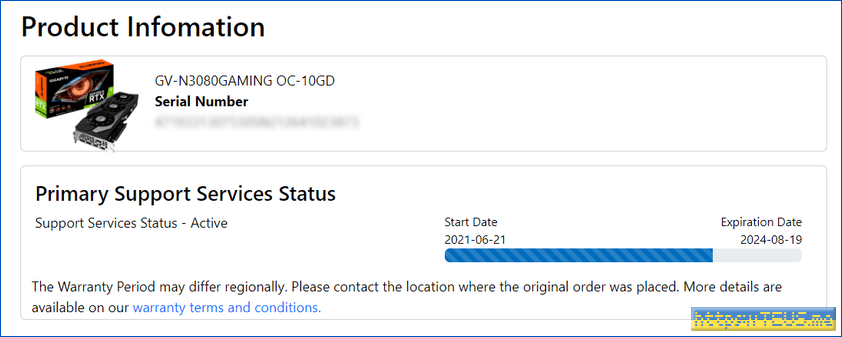 Product Infomation
GV-N3080GAMING OC-10GD
Serial Number
Primary Support Services Status
Support Services Status - Active
Start Date
Expiration Date
2021-06-21
2024-08-19
The Warranty Period may differ regionally. Please contact the location where the original order was placed. More details are
available on our warranty terms and conditions.